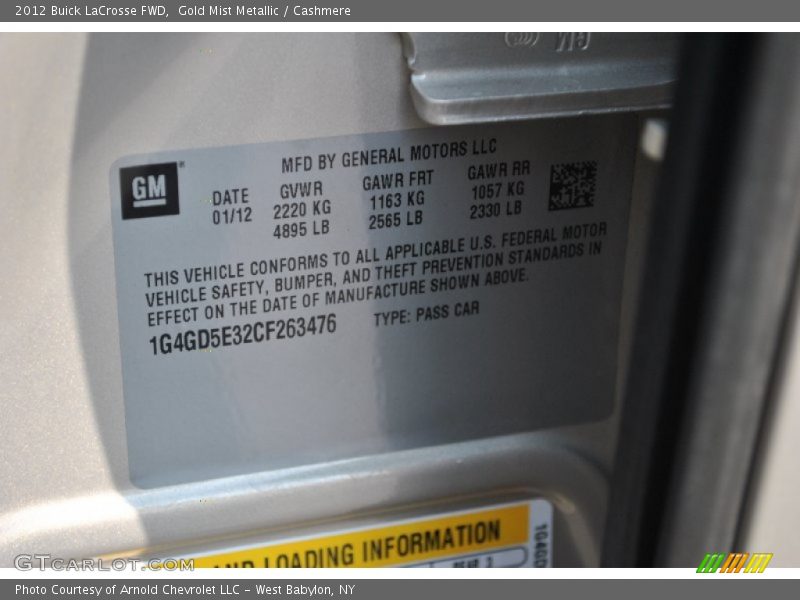 2012 Buick LaCrosse FWD,  Gold Mist Metallic / Cashmere
GM
MFD BY GENERAL MOTORS LLC
DATE GVWR GAWR FRT GAWR RR
01/12 2220 KG 1163 KG 1057 KG
4895 LB 2565 LB 2330 LB
THIS VEHICLE CONFORMS TO ALL APPLICABLE U.S. FEDERAL MOTOR
VEHICLE SAFETY, BUMPER, AND THEFT PREVENTION STANDARDS IN
EFFECT ON THE DATE OF MANUFACTURE SHOWN ABOVE.
1G4GD5E32CF263476 TYPE: PASS CAR
AND LOADING INFORMATION
GTCARLOT.COM
Photo Courtesy of Arnold Chevrolet LLC - West Babylon, NY